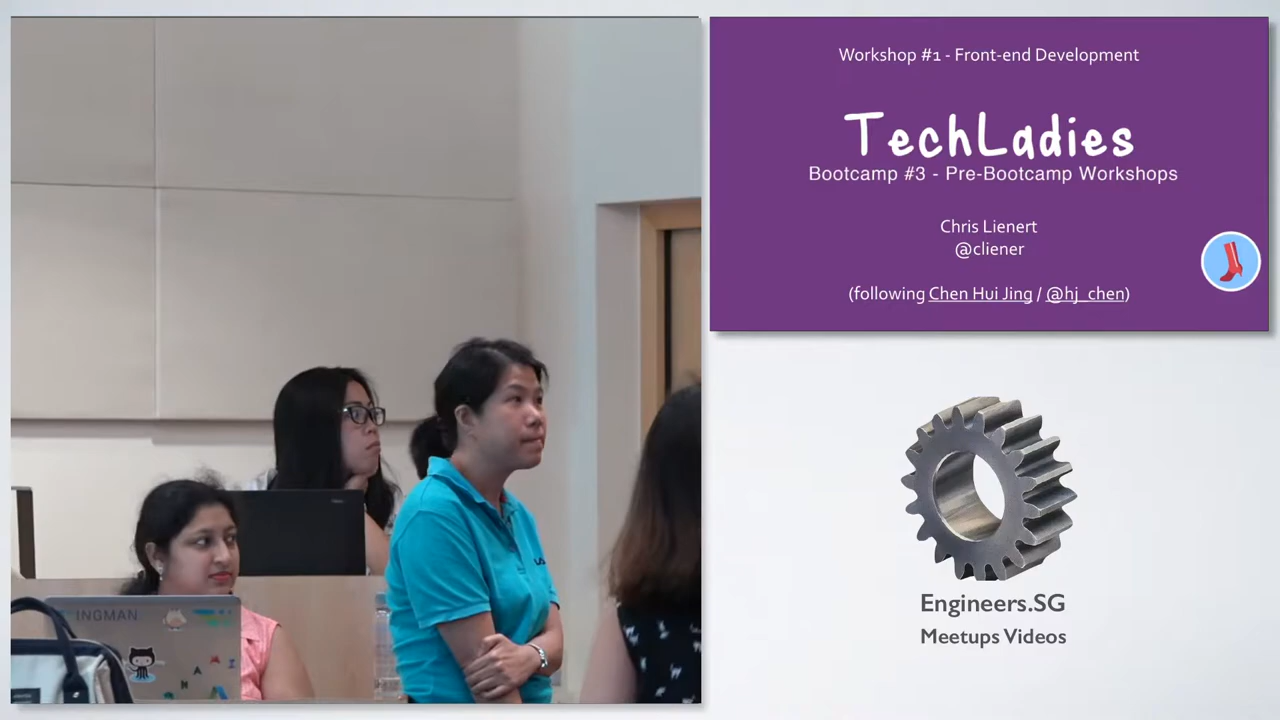 Workshop #1 - Front-end Development
TechLadies
Bootcamp #3 - Pre-Bootcamp Workshops
Chris Lienert
@cliener
(following Chen Hui Jing / @hj_chen)
INGMAN
Engineers.SG
Meetups Videos